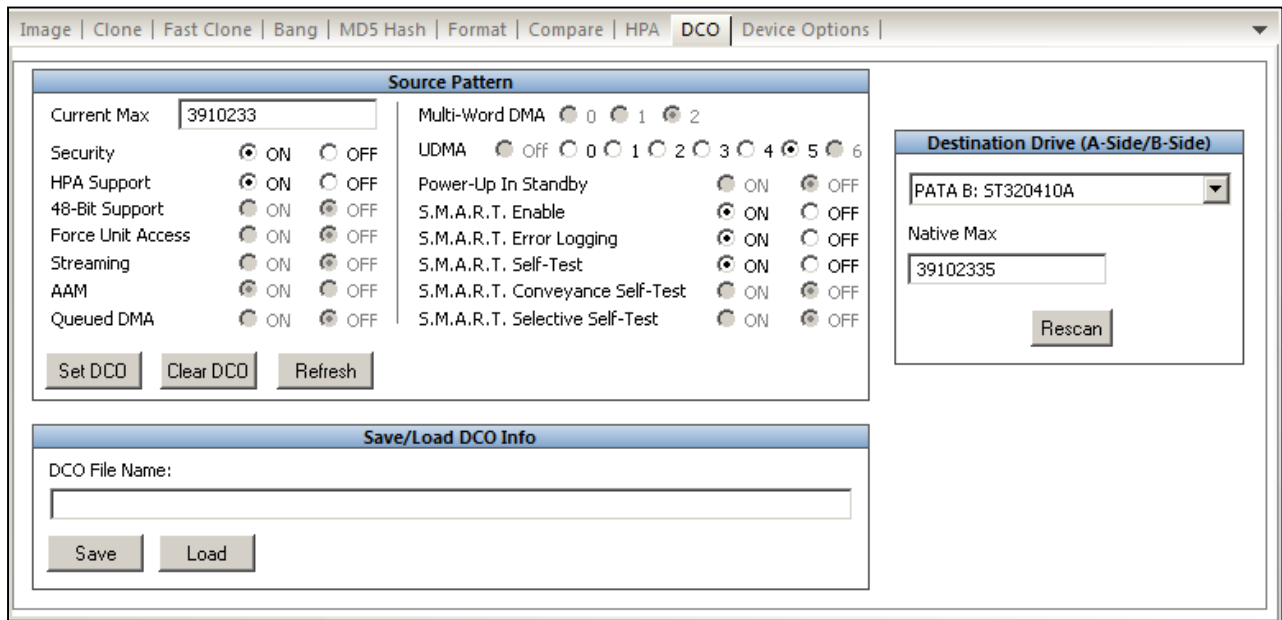 Image | Clone | Fast Clone | Bang | MD5 Hash | Format | Compare | HPA DCO Device Options |
Source Pattern
Current Max 3910233
Security ON OFF
HPA Support ON OFF
48-Bit Support ON OFF
Force Unit Access ON OFF
Streaming ON OFF
AAM ON OFF
Queued DMA ON OFF
Multi-Word DMA 0 1 2
UDMA Off 0 1 2 3 4 5 6
Power-Up In Standby ON OFF
S.M.A.R.T. Enable ON OFF
S.M.A.R.T. Error Logging ON OFF
S.M.A.R.T. Self-Test ON OFF
S.M.A.R.T. Conveyance Self-Test ON OFF
S.M.A.R.T. Selective Self-Test ON OFF
Set DCO Clear DCO Refresh
Destination Drive (A-Side/B-Side)
PATA B: ST320410A
Native Max
39102335
Rescan
Save/Load DCO Info
DCO File Name:
Save Load